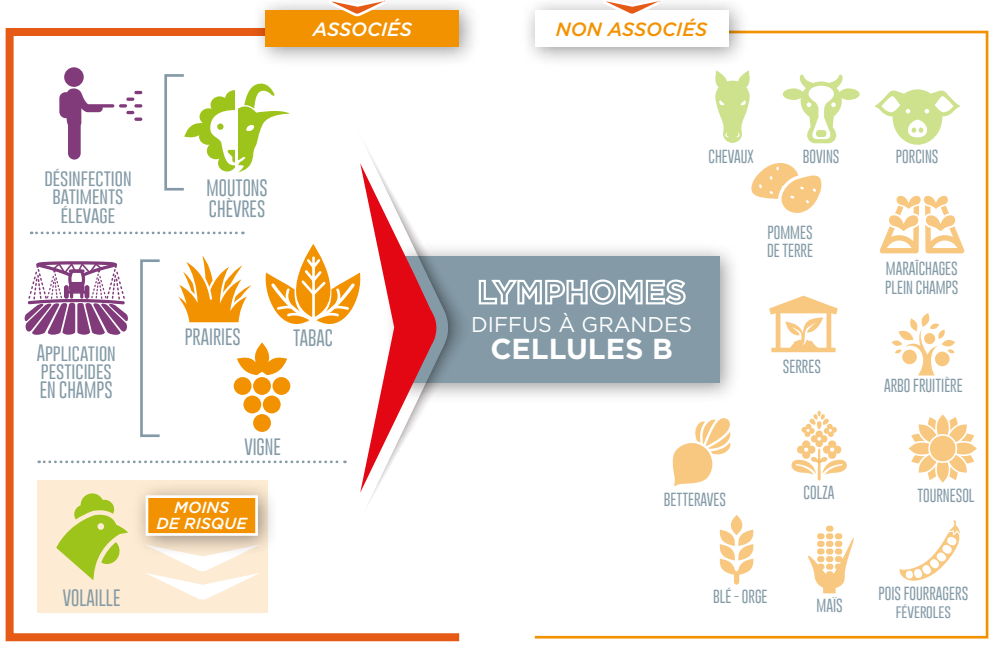 ASSOCIÉS
DÉSINFECTION
BATIMENTS
ÉLEVAGE
MOUTONS
CHÈVRES
APPLICATION
PESTICIDES
EN CHAMPS
PRAIRIES
TABAC
VIGNE
VOLAILLE
MOINS
DE RISQUE
LYMPHOMES
DIFFUS À GRANDES
CELLULES B
NON ASSOCIÉS
CHEVAUX
BOVINS
PORCINS
POMMES
DE TERRE
MARAÎCHAGES
PLEIN CHAMPS
SERRES
ARBO FRUITIÈRE
BETTERAVES
COLZA
TOURNESOL
BLÉ - ORGE
MAÏS
POIS FOURRAGERS
FÉVEROLES